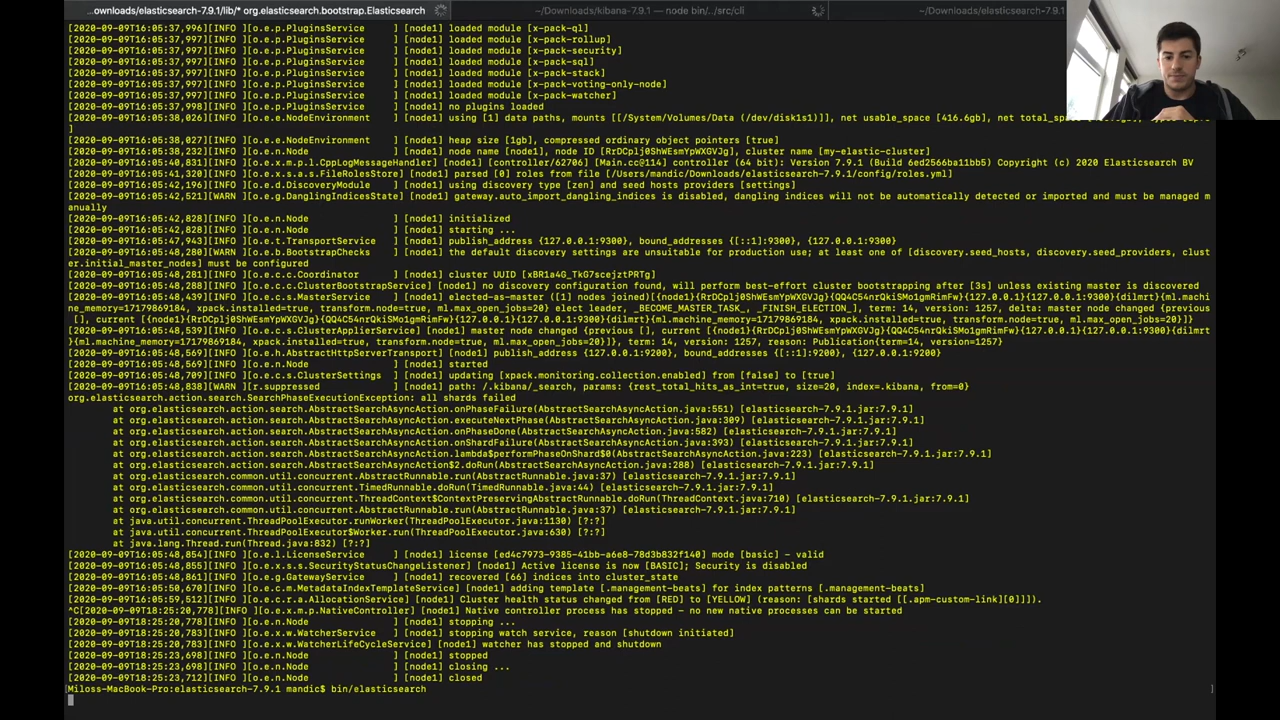 ...ownloads/elasticsearch-7.9.1/lib/* org.elasticsearch.bootstrap.Elasticsearch
~/Downloads/kibana-7.9.1 — node bin/../src/cli
~/Downloads/elasticsearch-7.9.1
[2020-09-09T16:05:37,996][INFO ][o.e.p.PluginsService     ] [node1] loaded module [x-pack-ql]
[2020-09-09T16:05:37,997][INFO ][o.e.p.PluginsService     ] [node1] loaded module [x-pack-rollup]
[2020-09-09T16:05:37,997][INFO ][o.e.p.PluginsService     ] [node1] loaded module [x-pack-security]
[2020-09-09T16:05:37,997][INFO ][o.e.p.PluginsService     ] [node1] loaded module [x-pack-sql]
[2020-09-09T16:05:37,997][INFO ][o.e.p.PluginsService     ] [node1] loaded module [x-pack-stack]
[2020-09-09T16:05:37,997][INFO ][o.e.p.PluginsService     ] [node1] loaded module [x-pack-voting-only-node]
[2020-09-09T16:05:37,997][INFO ][o.e.p.PluginsService     ] [node1] loaded module [x-pack-watcher]
[2020-09-09T16:05:37,998][INFO ][o.e.p.PluginsService     ] [node1] no plugins loaded
[2020-09-09T16:05:38,026][INFO ][o.e.e.NodeEnvironment    ] [node1] using [1] data paths, mounts [[/System/Volumes/Data (/dev/disk1s1)]], net usable_space [416.6gb], net
]
[2020-09-09T16:05:38,027][INFO ][o.e.e.NodeEnvironment    ] [node1] heap size [1gb], compressed ordinary object pointers [true]
[2020-09-09T16:05:38,232][INFO ][o.e.n.Node               ] [node1] node name [node1], node ID [RrDCplj0ShWEsmYpWXGVJg], cluster name [my-elastic-cluster]
[2020-09-09T16:05:40,831][INFO ][o.e.x.m.p.l.CppLogMessageHandler] [node1] [controller/62706] [Main.cc@114] controller (64 bit): Version 7.9.1 (Build 6ed2566ba11bb5) Copyright (c) 2020 Elasticsearch BV
[2020-09-09T16:05:41,320][INFO ][o.e.x.s.a.s.FileRolesStore] [node1] parsed [0] roles from file [/Users/mandic/Downloads/elasticsearch-7.9.1/config/roles.yml]
[2020-09-09T16:05:42,196][INFO ][o.e.d.DiscoveryModule    ] [node1] using discovery type [zen] and seed hosts providers [settings]
[2020-09-09T16:05:42,521][WARN ][o.e.g.DanglingIndicesState] [node1] gateway.auto_import_dangling_indices is disabled, dangling indices will not be automatically detected or imported and must be managed m
anually
[2020-09-09T16:05:42,828][INFO ][o.e.n.Node               ] [node1] initialized
[2020-09-09T16:05:42,828][INFO ][o.e.n.Node               ] [node1] starting ...
[2020-09-09T16:05:47,943][INFO ][o.e.t.TransportService   ] [node1] publish_address {127.0.0.1:9300}, bound_addresses {[::1]:9300}, {127.0.0.1:9300}
[2020-09-09T16:05:48,280][WARN ][o.e.b.BootstrapChecks    ] [node1] the default discovery settings are unsuitable for production use; at least one of [discovery.seed_hosts, discovery.seed_providers, clust
er.initial_master_nodes] must be configured
[2020-09-09T16:05:48,281][INFO ][o.e.c.c.Coordinator      ] [node1] cluster UUID [xBR1a4G_TkG7scejztPRTg]
[2020-09-09T16:05:48,288][INFO ][o.e.c.c.ClusterBootstrapService] [node1] no discovery configuration found, will perform best-effort cluster bootstrapping after [3s] unless existing master is discovered
[2020-09-09T16:05:48,439][INFO ][o.e.c.s.MasterService    ] [node1] elected-as-master ([1] nodes joined)[{node1}{RrDCplj0ShWEsmYpWXGVJg}{QQ4C54nrQkiSMo1gmRimFw}{127.0.0.1}{127.0.0.1:9300}{dilmrt}{ml.machi
ne_memory=17179869184, xpack.installed=true, transform.node=true, ml.max_open_jobs=20} elect leader, _BECOME_MASTER_TASK_, _FINISH_ELECTION_], term: 14, version: 1257, delta: master node changed {previous
[], current [{node1}{RrDCplj0ShWEsmYpWXGVJg}{QQ4C54nrQkiSMo1gmRimFw}{127.0.0.1}{127.0.0.1:9300}{dilmrt}{ml.machine_memory=17179869184, xpack.installed=true, transform.node=true, ml.max_open_jobs=20}]}
[2020-09-09T16:05:48,539][INFO ][o.e.c.s.ClusterApplierService] [node1] master node changed {previous [], current [{node1}{RrDCplj0ShWEsmYpWXGVJg}{QQ4C54nrQkiSMo1gmRimFw}{127.0.0.1}{127.0.0.1:9300}{dilmrt
}{ml.machine_memory=17179869184, xpack.installed=true, transform.node=true, ml.max_open_jobs=20}]}, term: 14, version: 1257, reason: Publication{term=14, version=1257}
[2020-09-09T16:05:48,569][INFO ][o.e.h.AbstractHttpServerTransport] [node1] publish_address {127.0.0.1:9200}, bound_addresses {[::1]:9200}, {127.0.0.1:9200}
[2020-09-09T16:05:48,569][INFO ][o.e.n.Node               ] [node1] started
[2020-09-09T16:05:48,709][INFO ][o.e.c.s.ClusterSettings  ] [node1] updating [xpack.monitoring.collection.enabled] from [false] to [true]
[2020-09-09T16:05:48,838][WARN ][r.suppressed             ] [node1] path: /.kibana/_search, params: {rest_total_hits_as_int=true, size=20, index=.kibana, from=0}
org.elasticsearch.action.search.SearchPhaseExecutionException: all shards failed
at org.elasticsearch.action.search.AbstractSearchAsyncAction.onPhaseFailure(AbstractSearchAsyncAction.java:551) [elasticsearch-7.9.1.jar:7.9.1]
at org.elasticsearch.action.search.AbstractSearchAsyncAction.executeNextPhase(AbstractSearchAsyncAction.java:309) [elasticsearch-7.9.1.jar:7.9.1]
at org.elasticsearch.action.search.AbstractSearchAsyncAction.onPhaseDone(AbstractSearchAsyncAction.java:582) [elasticsearch-7.9.1.jar:7.9.1]
at org.elasticsearch.action.search.AbstractSearchAsyncAction.onShardFailure(AbstractSearchAsyncAction.java:393) [elasticsearch-7.9.1.jar:7.9.1]
at org.elasticsearch.action.search.AbstractSearchAsyncAction.lambda$performPhaseOnShard$0(AbstractSearchAsyncAction.java:223) [elasticsearch-7.9.1.jar:7.9.1]
at org.elasticsearch.action.search.AbstractSearchAsyncAction$2.doRun(AbstractSearchAsyncAction.java:288) [elasticsearch-7.9.1.jar:7.9.1]
at org.elasticsearch.common.util.concurrent.AbstractRunnable.run(AbstractRunnable.java:37) [elasticsearch-7.9.1.jar:7.9.1]
at org.elasticsearch.common.util.concurrent.TimedRunnable.doRun(TimedRunnable.java:44) [elasticsearch-7.9.1.jar:7.9.1]
at org.elasticsearch.common.util.concurrent.ThreadContext$ContextPreservingAbstractRunnable.doRun(ThreadContext.java:710) [elasticsearch-7.9.1.jar:7.9.1]
at org.elasticsearch.common.util.concurrent.AbstractRunnable.run(AbstractRunnable.java:37) [elasticsearch-7.9.1.jar:7.9.1]
at java.util.concurrent.ThreadPoolExecutor.runWorker(ThreadPoolExecutor.java:1130) [?:?]
at java.util.concurrent.ThreadPoolExecutor$Worker.run(ThreadPoolExecutor.java:630) [?:?]
at java.lang.Thread.run(Thread.java:832) [?:?]
[2020-09-09T16:05:48,854][INFO ][o.e.l.LicenseService     ] [node1] license [ed4c7973-9385-41bb-a6e8-78d3b832f140] mode [basic] - valid
[2020-09-09T16:05:48,855][INFO ][o.e.x.s.s.SecurityStatusChangeListener] [node1] Active license is now [BASIC]; Security is disabled
[2020-09-09T16:05:48,861][INFO ][o.e.g.GatewayService     ] [node1] recovered [66] indices into cluster_state
[2020-09-09T16:05:50,670][INFO ][o.e.c.m.MetadataIndexTemplateService] [node1] adding template [.management-beats] for index patterns [.management-beats]
[2020-09-09T16:05:59,512][INFO ][o.e.c.r.a.AllocationService] [node1] Cluster health status changed from [RED] to [YELLOW] (reason: [shards started [[.apm-custom-link][0]]]).
^C[2020-09-09T18:25:20,778][INFO ][o.e.x.m.p.NativeController] [node1] Native controller process has stopped - no new native processes can be started
[2020-09-09T18:25:20,778][INFO ][o.e.n.Node               ] [node1] stopping ...
[2020-09-09T18:25:20,783][INFO ][o.e.x.w.WatcherService   ] [node1] stopping watch service, reason [shutdown initiated]
[2020-09-09T18:25:20,783][INFO ][o.e.x.w.WatcherLifeCycleService] [node1] watcher has stopped and shutdown
[2020-09-09T18:25:23,698][INFO ][o.e.n.Node               ] [node1] stopped
[2020-09-09T18:25:23,698][INFO ][o.e.n.Node               ] [node1] closing ...
[2020-09-09T18:25:23,712][INFO ][o.e.n.Node               ] [node1] closed
[Miloss-MacBook-Pro:elasticsearch-7.9.1 mandic$ bin/elasticsearch ]